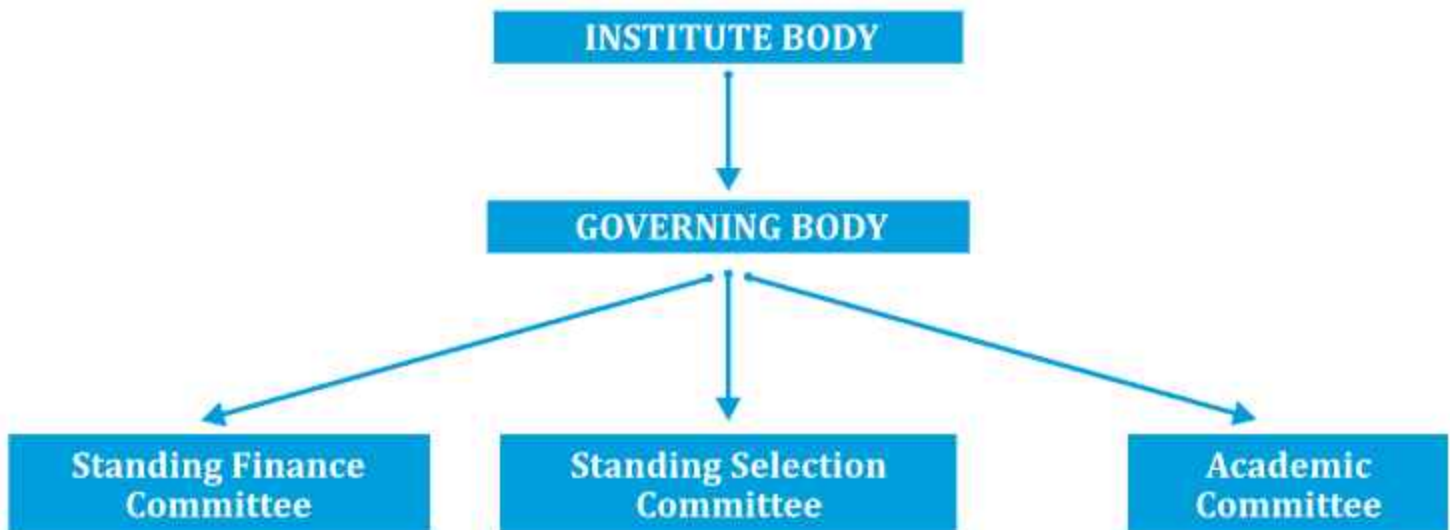 INSTITUTE BODY
GOVERNING BODY
Standing Finance
Committee
Standing Selection
Committee
Academic
Committee